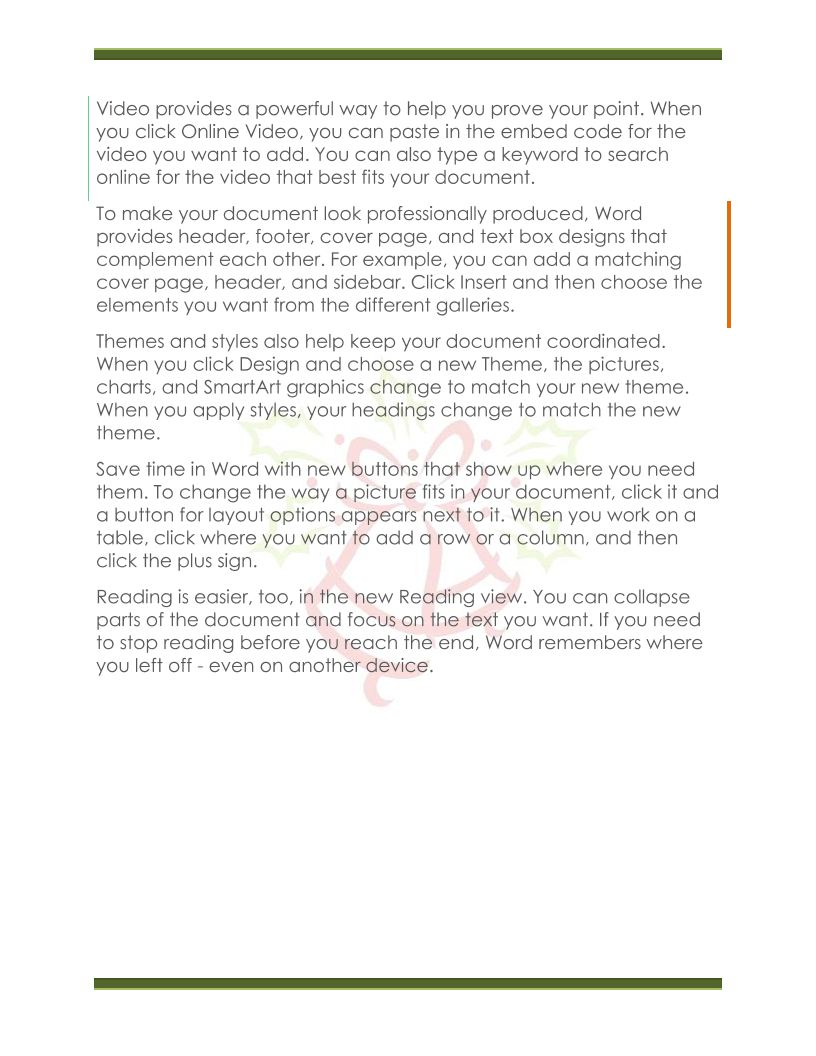 Video provides a powerful way to help you prove your point. When
you click Online Video, you can paste in the embed code for the
video you want to add. You can also type a keyword to search
online for the video that best fits your document.
To make your document look professionally produced, Word
provides header, footer, cover page, and text box designs that
complement each other. For example, you can add a matching
cover page, header, and sidebar. Click Insert and then choose the
elements you want from the different galleries.
Themes and styles also help keep your document coordinated.
When you click Design and choose a new Theme, the pictures,
charts, and SmartArt graphics change to match your new theme.
When you apply styles, your headings change to match the new
theme.
Save time in Word with new buttons that show up where you need
them. To change the way a picture fits in your document, click it and
a button for layout options appears next to it. When you work on a
table, click where you want to add a row or a column, and then
click the plus sign.
Reading is easier, too, in the new Reading view. You can collapse
parts of the document and focus on the text you want. If you need
to stop reading before you reach the end, Word remembers where
you left off - even on another device.